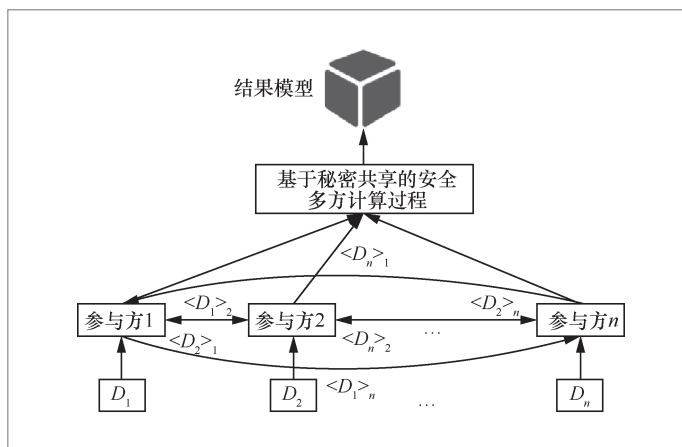 结果模型
基于秘密共享的安全
多方计算过程
<Dn>1
<D1>2
<D2>n
参与方1
参与方2
…
参与方n
<D2>1
<Dn>2
<D1>n
D1
D2
…
Dn